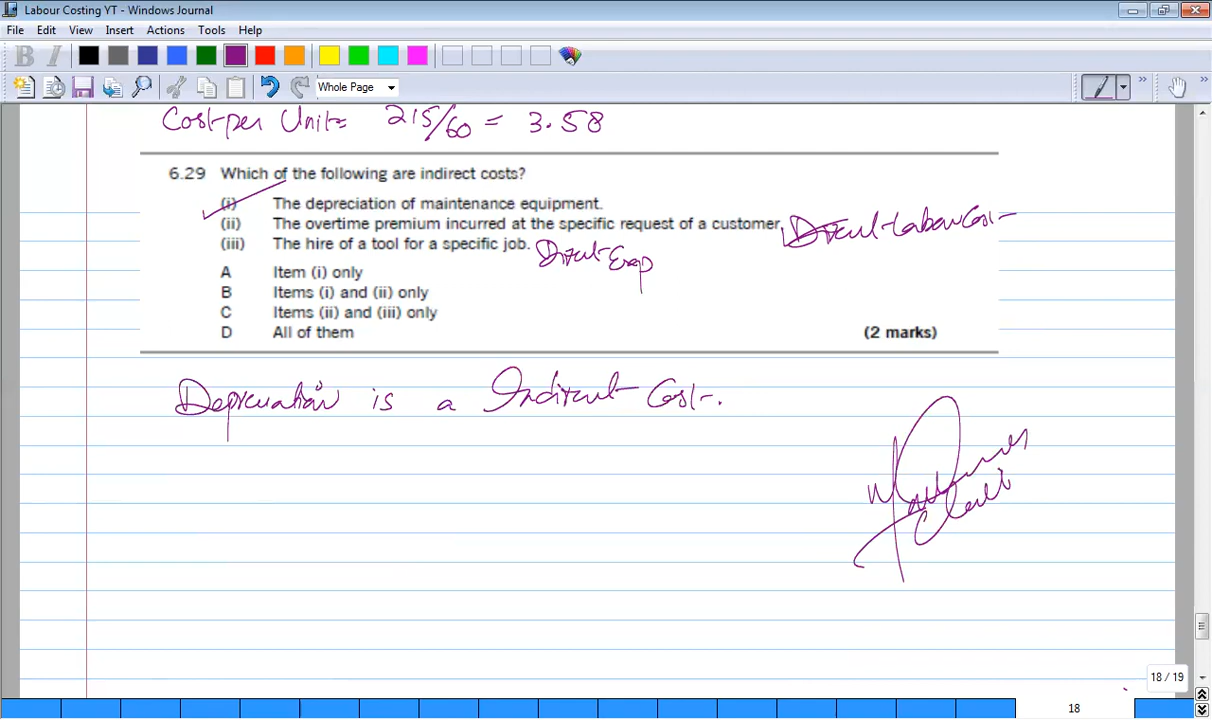 Labour Costing YT - Windows Journal
File Edit View Insert Actions Tools Help
Whole Page
Cost per Unit = 215/60 = 3.58
6.29 Which of the following are indirect costs?
(i) The depreciation of maintenance equipment.
(ii) The overtime premium incurred at the specific request of a customer. Direct Labour Cost
(iii) The hire of a tool for a specific job. Direct Exp
A Item (i) only
B Items (i) and (ii) only
C Items (ii) and (iii) only
D All of them (2 marks)
Depreciation is a Indirect Cost.
18 / 19
18